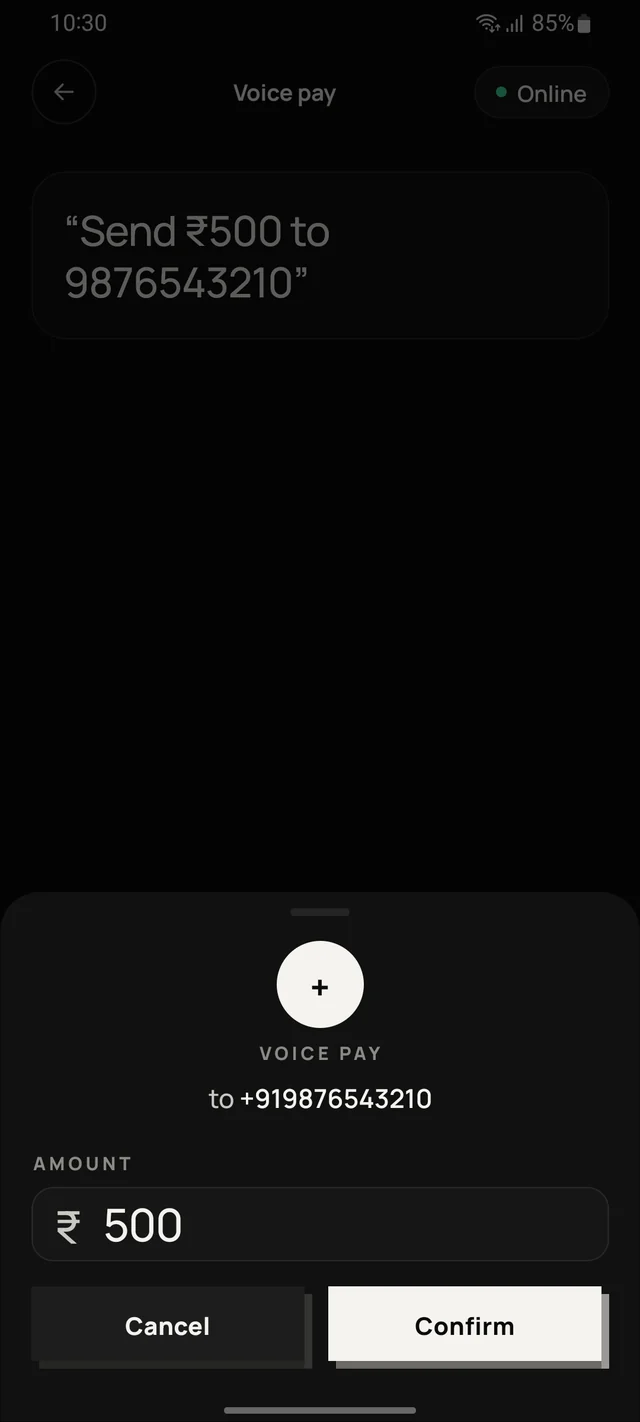 10:30
85%
Voice pay
Online
“Send ₹500 to
9876543210”
+
VOICE PAY
to +919876543210
AMOUNT
₹ 500
Cancel
Confirm